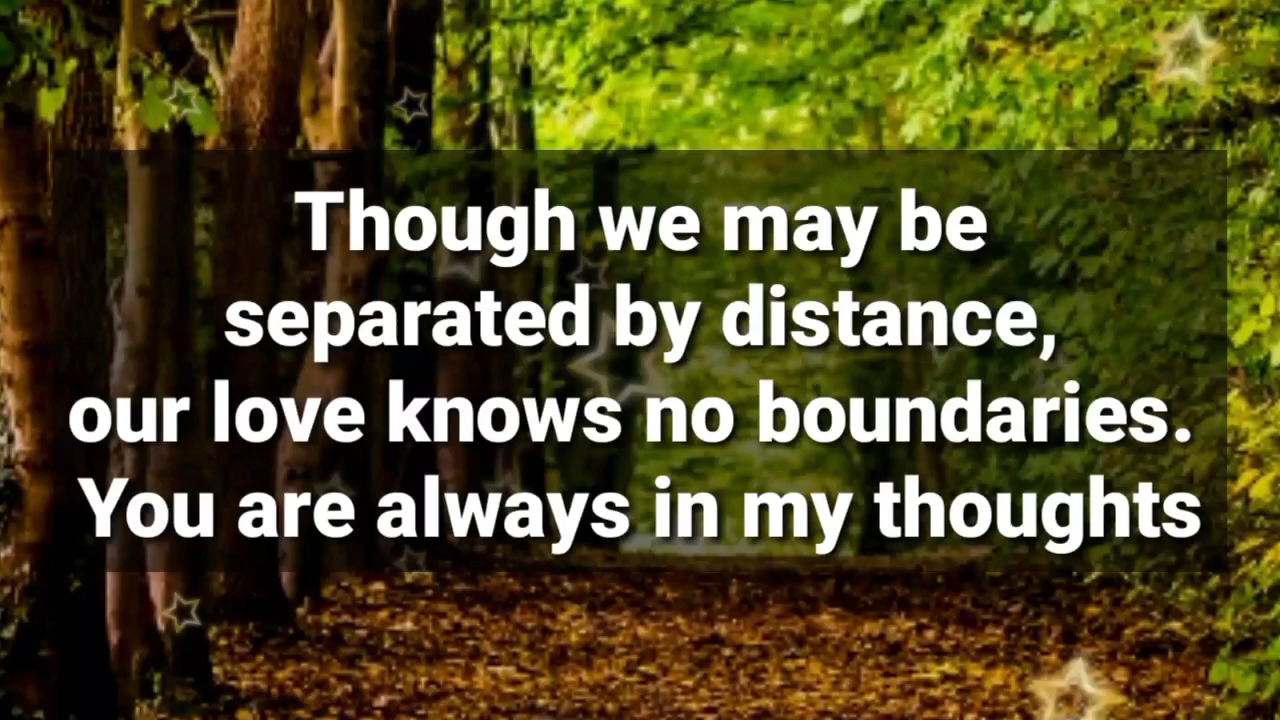 Though we may be
separated by distance,
our love knows no boundaries.
You are always in my thoughts